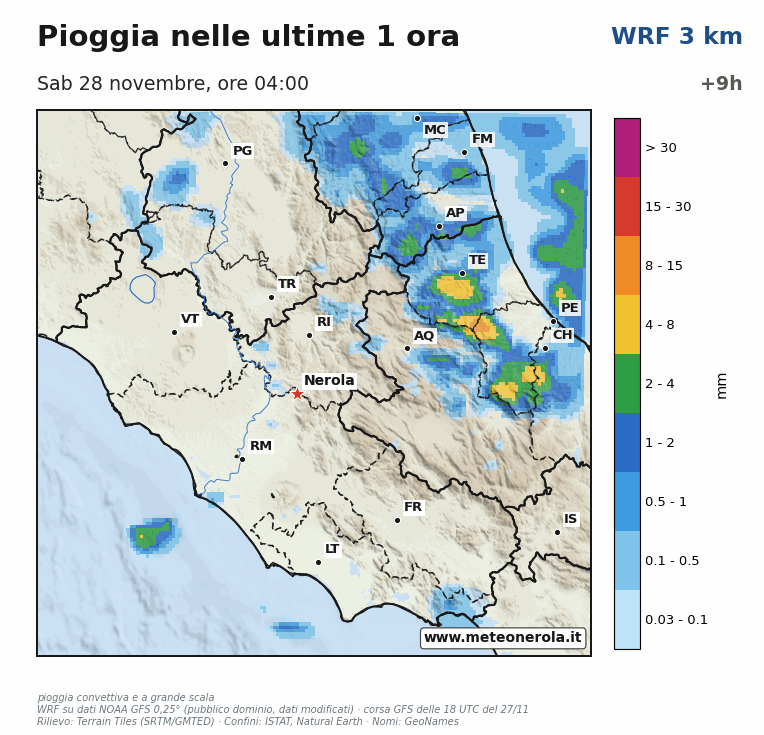 Pioggia nelle ultime 1 ora
WRF 3 km
Sab 28 novembre, ore 04:00
+9h
MC
FM
PG
AP
TE
TR
PE
VT
RI
AQ
CH
Nerola
RM
FR
IS
LT
www.meteonerola.it
> 30
15 - 30
8 - 15
4 - 8
2 - 4
1 - 2
0.5 - 1
0.1 - 0.5
0.03 - 0.1
mm
pioggia convettiva e a grande scala
WRF su dati NOAA GFS 0,25° (pubblico dominio, dati modificati) · corsa GFS delle 18 UTC del 27/11
Rilievo: Terrain Tiles (SRTM/GMTED) · Confini: ISTAT, Natural Earth · Nomi: GeoNames